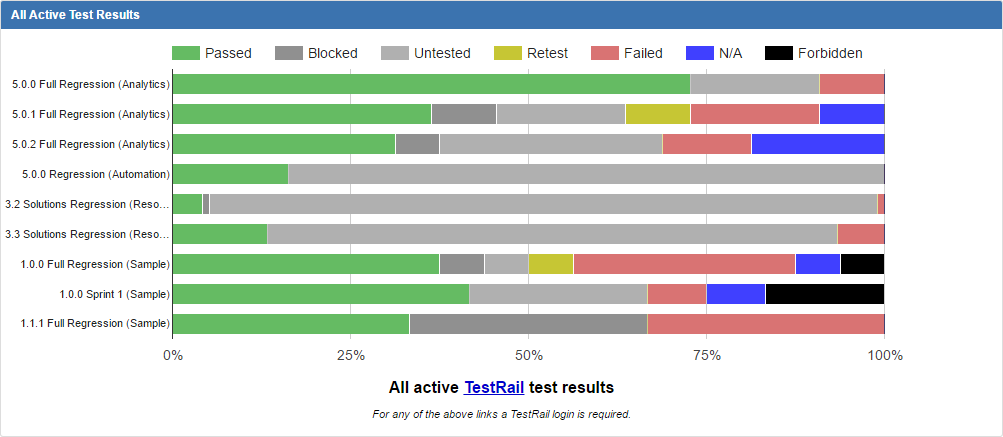 All Active Test Results
Passed Blocked Untested Retest Failed N/A Forbidden
5.0.0 Full Regression (Analytics)
5.0.1 Full Regression (Analytics)
5.0.2 Full Regression (Analytics)
5.0.0 Regression (Automation)
3.2 Solutions Regression (Reso…
3.3 Solutions Regression (Reso…
1.0.0 Full Regression (Sample)
1.0.0 Sprint 1 (Sample)
1.1.1 Full Regression (Sample)
0% 25% 50% 75% 100%
All active TestRail test results
For any of the above links a TestRail login is required.